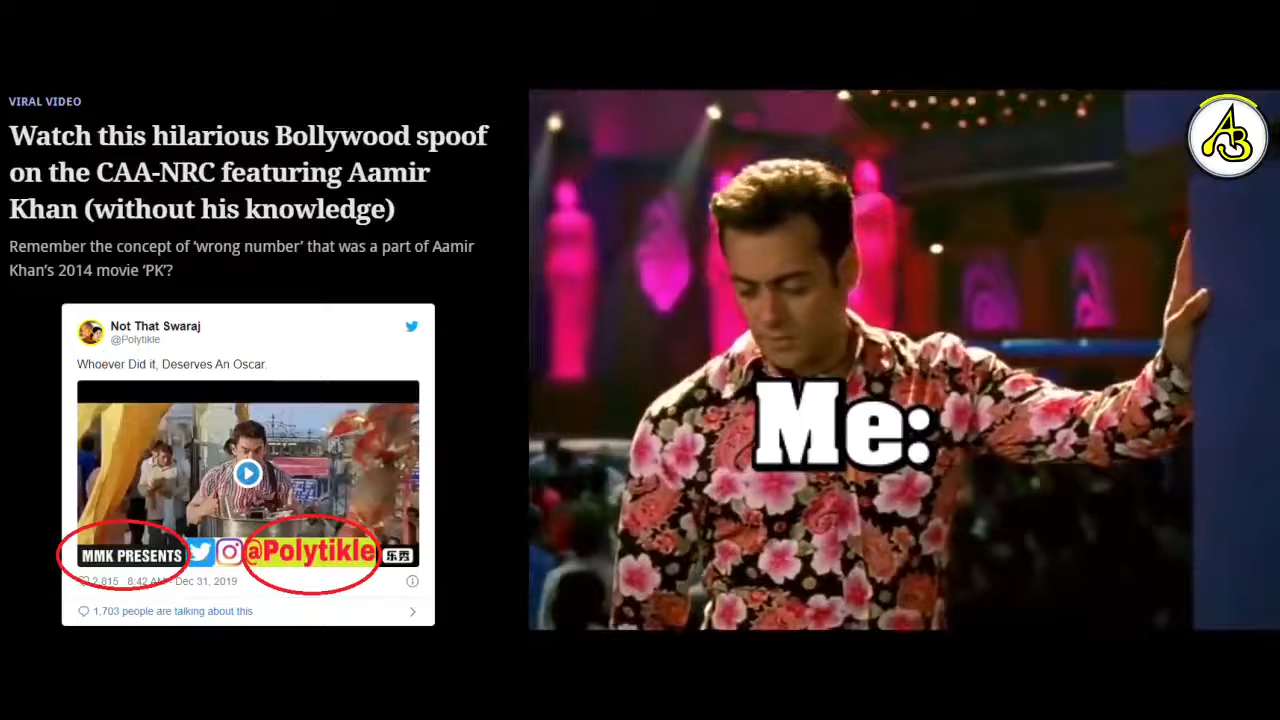 VIRAL VIDEO
Watch this hilarious Bollywood spoof
on the CAA-NRC featuring Aamir
Khan (without his knowledge)
Remember the concept of ‘wrong number’ that was a part of Aamir
Khan’s 2014 movie ‘PK’?
Not That Swaraj
@Polytikle
Whoever Did it, Deserves An Oscar.
MMK PRESENTS
@Polytikle
乐秀
2,815 8:42 AM - Dec 31, 2019
1,703 people are talking about this
Me:
AB